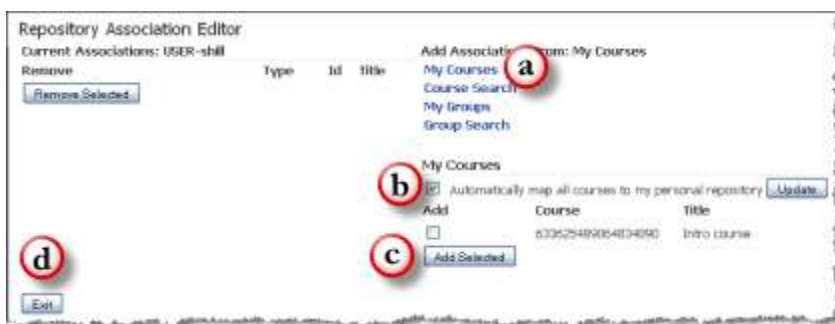 Repository Association Editor
Current Associations: USER-shill
Remove Type Id Title
Remove Selected
Add Associations From: My Courses
My Courses
Course Search
My Groups
Group Search
a
My Courses
b
Automatically map all courses to my personal repository Update
Add Course Title
Intro course
c
Add Selected
d
Exit